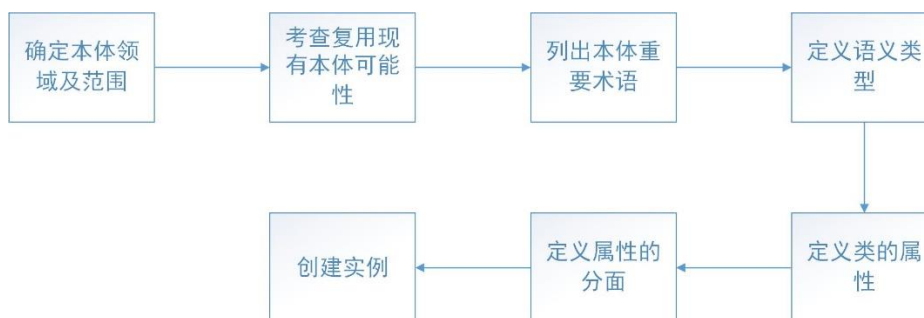 确定本体领
域及范围
考查复用现
有本体可能
性
列出本体重
要术语
定义语义类
型
定义类的属
性
定义属性的
分面
创建实例